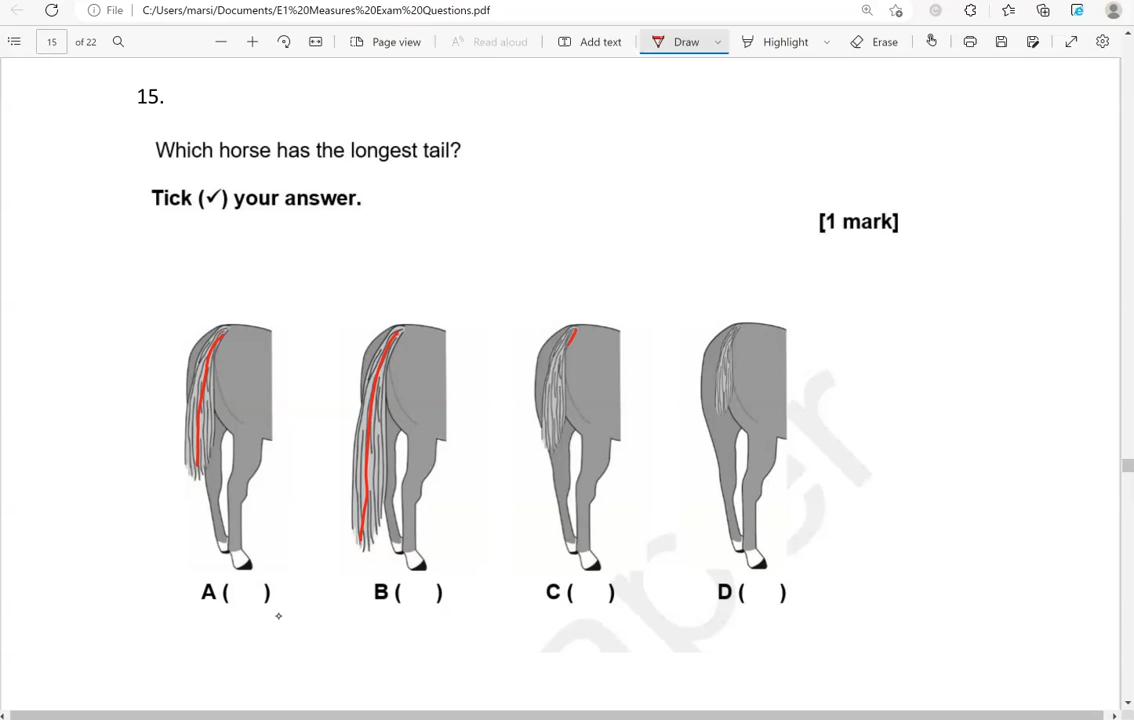 File C:/Users/marsi/Documents/E1%20Measures%20Exam%20Questions.pdf
15 of 22 Page view Read aloud Add text Draw Highlight Erase
15.
Which horse has the longest tail?
Tick (✓) your answer.
[1 mark]
A ( ) B ( ) C ( ) D ( )